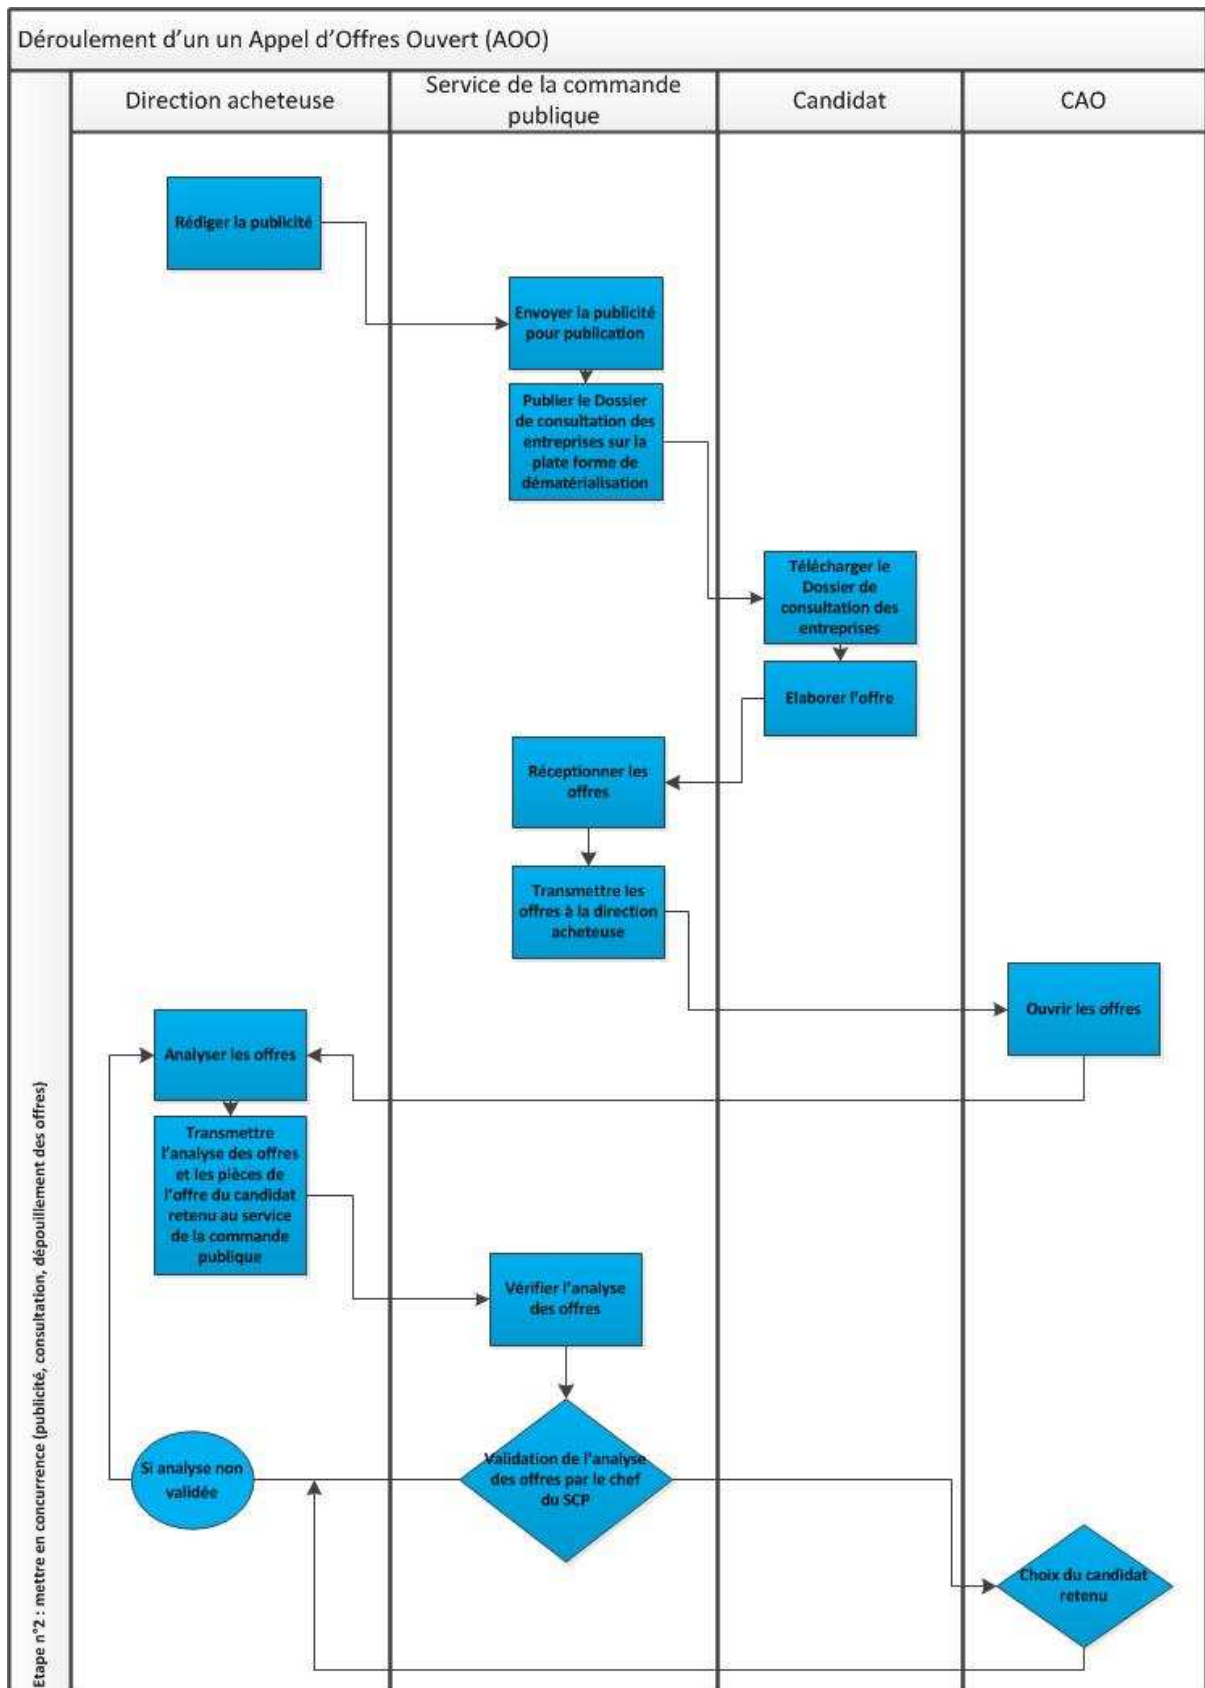 Déroulement d'un un Appel d'Offres Ouvert (AOO)
Direction acheteuse
Service de la commande
publique
Candidat
CAO
Etape n°2 : mettre en concurrence (publicité, consultation, dépouillement des offres)
Rédiger la publicité
Envoyer la publicité
pour publication
Publier le Dossier
de consultation des
entreprises sur la
plate forme de
dématérialisation
Télécharger le
Dossier de
consultation des
entreprises
Elaborer l'offre
Réceptionner les
offres
Transmettre les
offres à la direction
acheteuse
Ouvrir les offres
Analyser les offres
Transmettre
l'analyse des offres
et les pièces de
l'offre du candidat
retenu au service
de la commande
publique
Vérifier l'analyse
des offres
Validation de l'analyse
des offres par le chef
du SCP
Si analyse non
validée
Choix du candidat
retenu